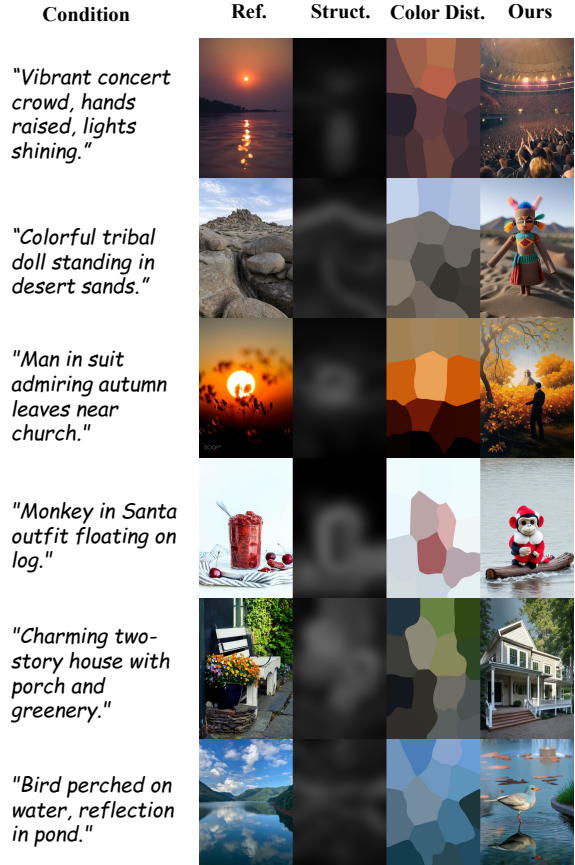 Condition Ref. Struct. Color Dist. Ours
“Vibrant concert
crowd, hands
raised, lights
shining.”
“Colorful tribal
doll standing in
desert sands.”
"Man in suit
admiring autumn
leaves near
church."
"Monkey in Santa
outfit floating on
log."
"Charming two-
story house with
porch and
greenery."
"Bird perched on
water, reflection
in pond."